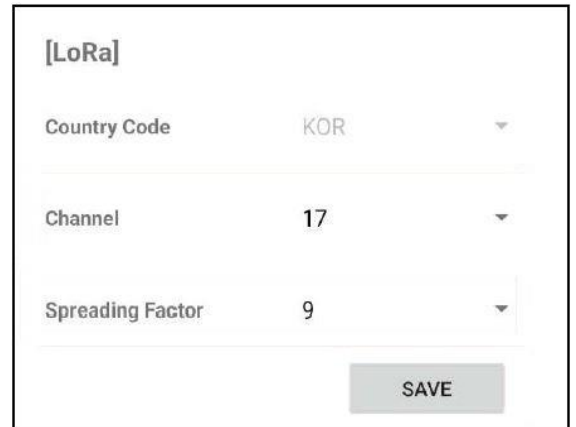 [LoRa]
Country Code KOR
Channel 17
Spreading Factor 9
SAVE